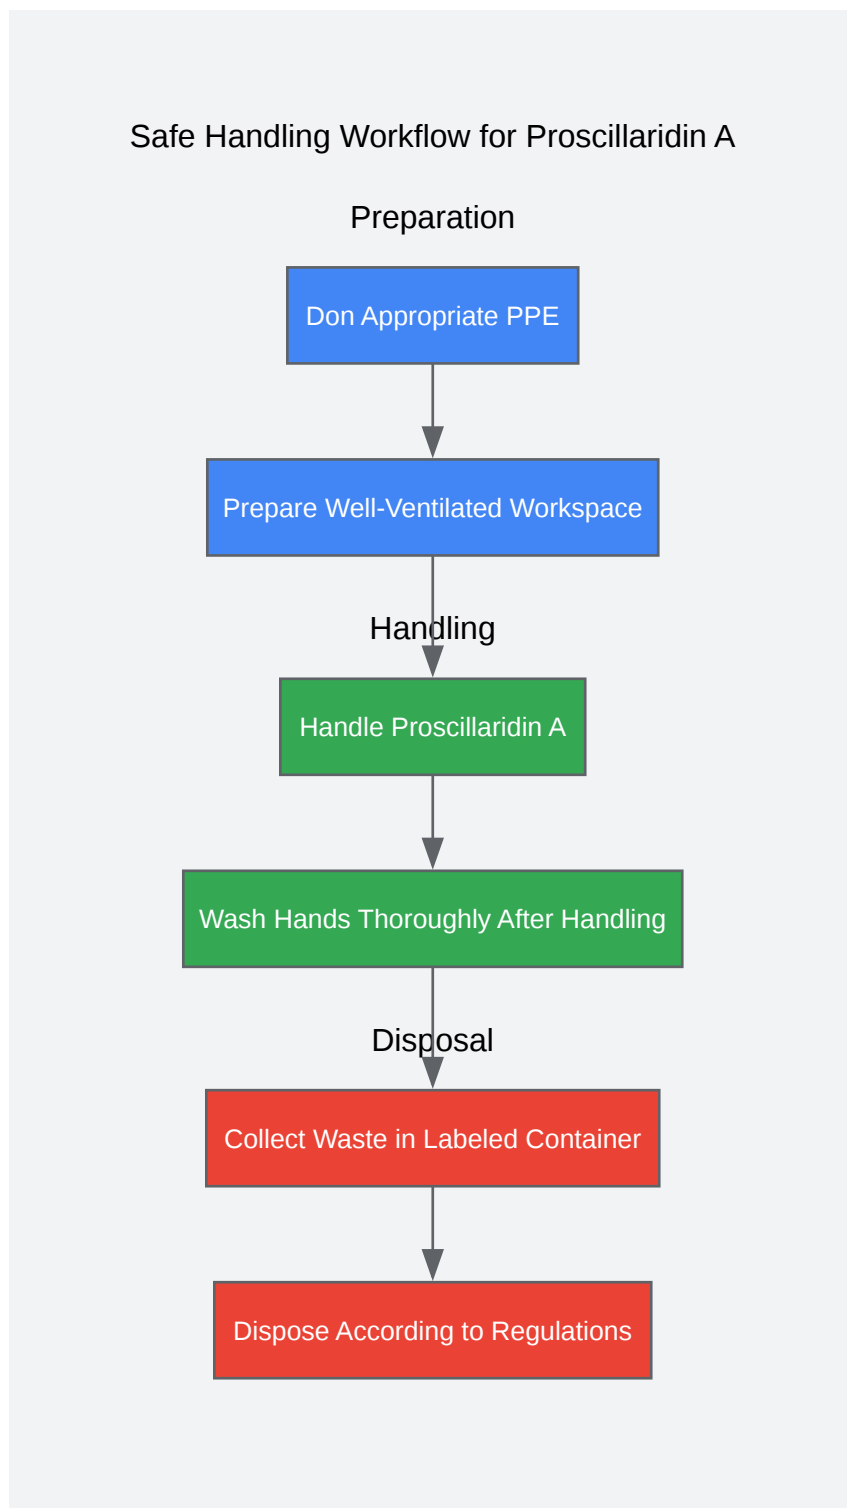 Safe Handling Workflow for Proscillaridin A
Preparation
Don Appropriate PPE
Prepare Well-Ventilated Workspace
Handling
Handle Proscillaridin A
Wash Hands Thoroughly After Handling
Disposal
Collect Waste in Labeled Container
Dispose According to Regulations